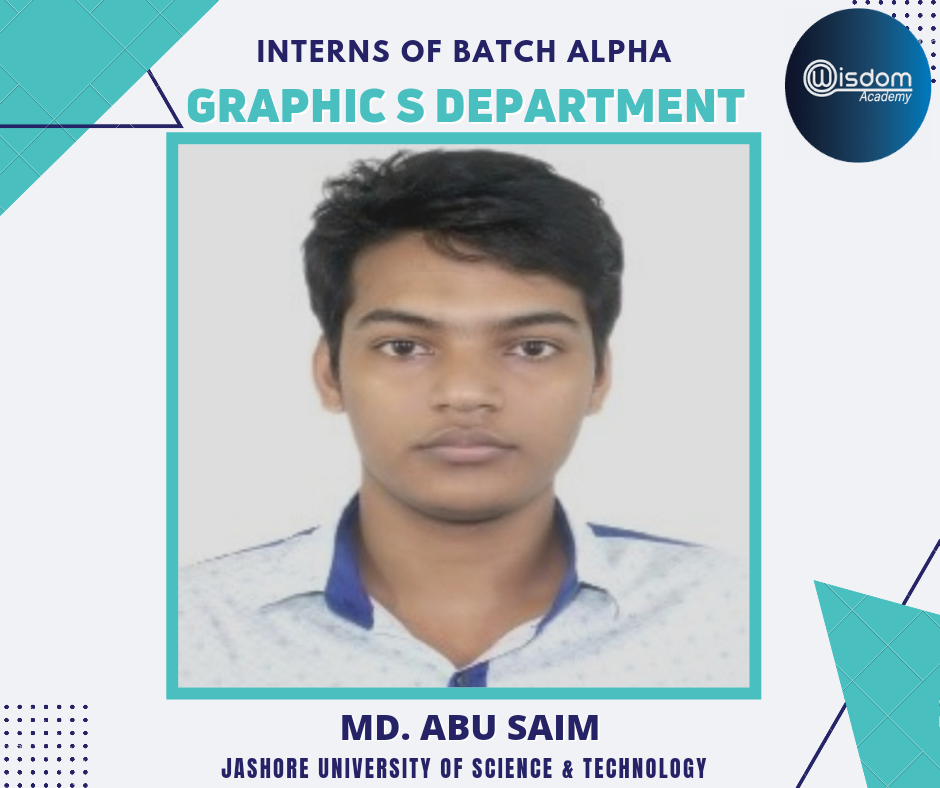 INTERNS OF BATCH ALPHA
GRAPHIC S DEPARTMENT
@Wisdom
Academy
MD. ABU SAIM
JASHORE UNIVERSITY OF SCIENCE & TECHNOLOGY